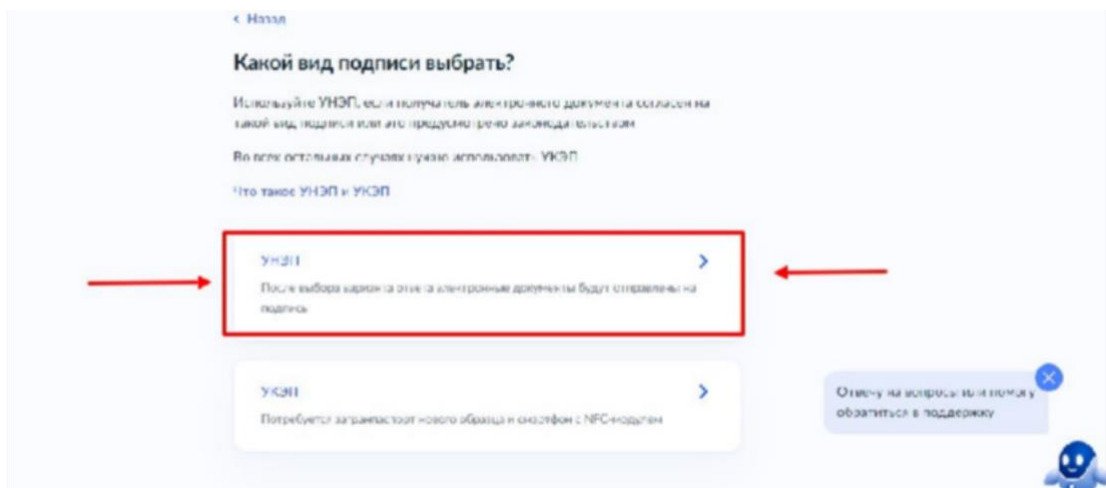 Назад
Какой вид подписи выбрать?
Используйте УНЭП, если получатель электронного документа согласен на
такой вид подписи или это предусмотрено законодательством
Во всех остальных случаях нужно использовать УКЭП
Что такое УНЭП и УКЭП
УНЭП
После выбора варианта ответа электронные документы будут отправлены на
подпись
УКЭП
Потребуется загранпаспорт нового образца и смартфон с NFC-модулем
Отвечу на вопросы или помогу
обратиться в поддержку